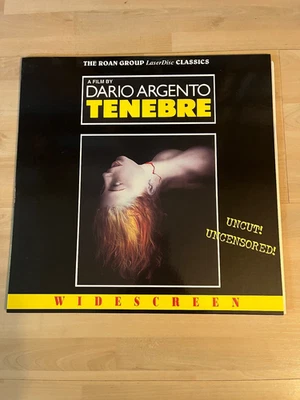 THE ROAN GROUP LaserDisc CLASSICS
A FILM BY
DARIO ARGENTO
TENEBRE
UNCUT!
UNCENSORED!
WIDESCREEN